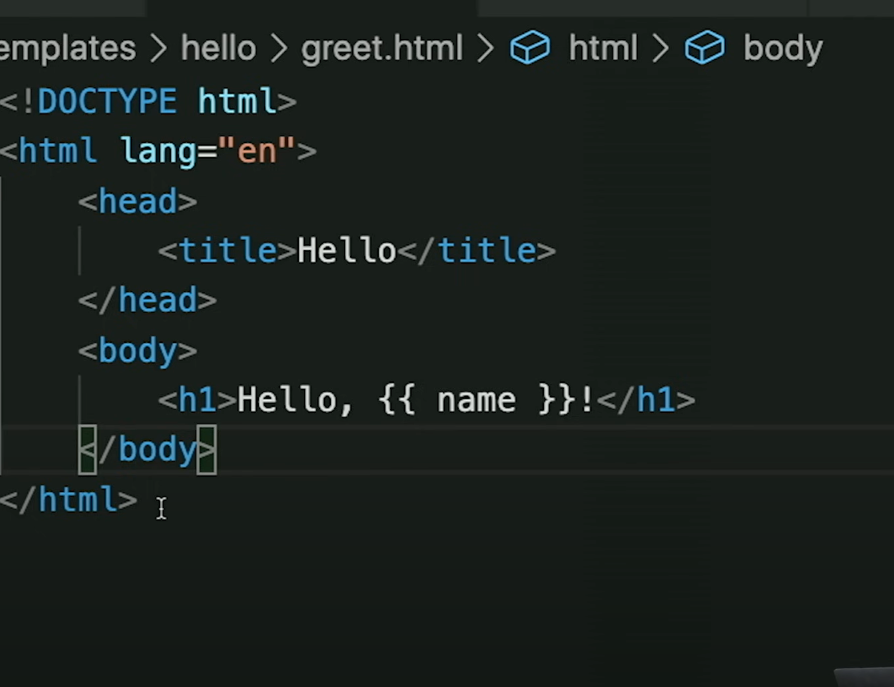 emplates > hello > greet.html > html > body
<!DOCTYPE html>
<html lang="en">
    <head>
        <title>Hello</title>
    </head>
    <body>
        <h1>Hello, {{ name }}!</h1>
    </body>
</html>